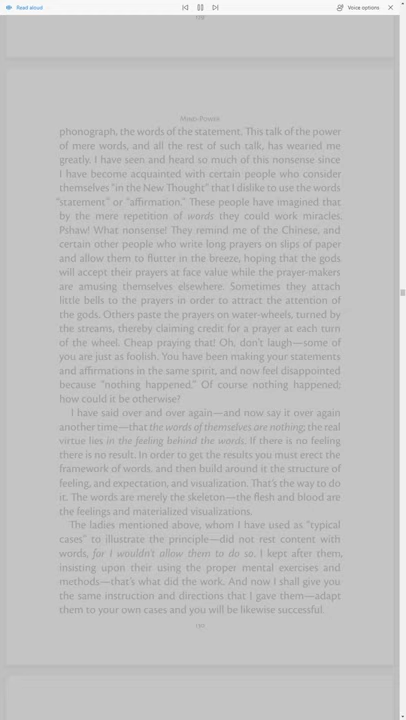 Read aloud
Voice options
Mind-Power
phonograph, the words of the statement. This talk of the power
of mere words, and all the rest of such talk, has wearied me
greatly. I have seen and heard so much of this nonsense since
I have become acquainted with certain people who consider
themselves “in the New Thought” that I dislike to use the words
“statement” or “affirmation.” These people have imagined that
by the mere repetition of words they could work miracles.
Pshaw! What nonsense! They remind me of the Chinese, and
certain other people who write long prayers on slips of paper
and allow them to flutter in the breeze, hoping that the gods
will accept their prayers at face value while the prayer-makers
are amusing themselves elsewhere. Sometimes they attach
little bells to the prayers in order to attract the attention of
the gods. Others paste the prayers on water-wheels, turned by
the streams, thereby claiming credit for a prayer at each turn
of the wheel. Cheap praying that! Oh, don’t laugh—some of
you are just as foolish. You have been making your statements
and affirmations in the same spirit, and now feel disappointed
because “nothing happened.” Of course nothing happened;
how could it be otherwise?
I have said over and over again—and now say it over again
another time—that the words of themselves are nothing; the real
virtue lies in the feeling behind the words. If there is no feeling
there is no result. In order to get the results you must erect the
framework of words, and then build around it the structure of
feeling, and expectation, and visualization. That’s the way to do
it. The words are merely the skeleton—the flesh and blood are
the feelings and materialized visualizations.
The ladies mentioned above, whom I have used as “typical
cases” to illustrate the principle—did not rest content with
words, for I wouldn’t allow them to do so. I kept after them,
insisting upon their using the proper mental exercises and
methods—that’s what did the work. And now I shall give you
the same instruction and directions that I gave them—adapt
them to your own cases and you will be likewise successful.